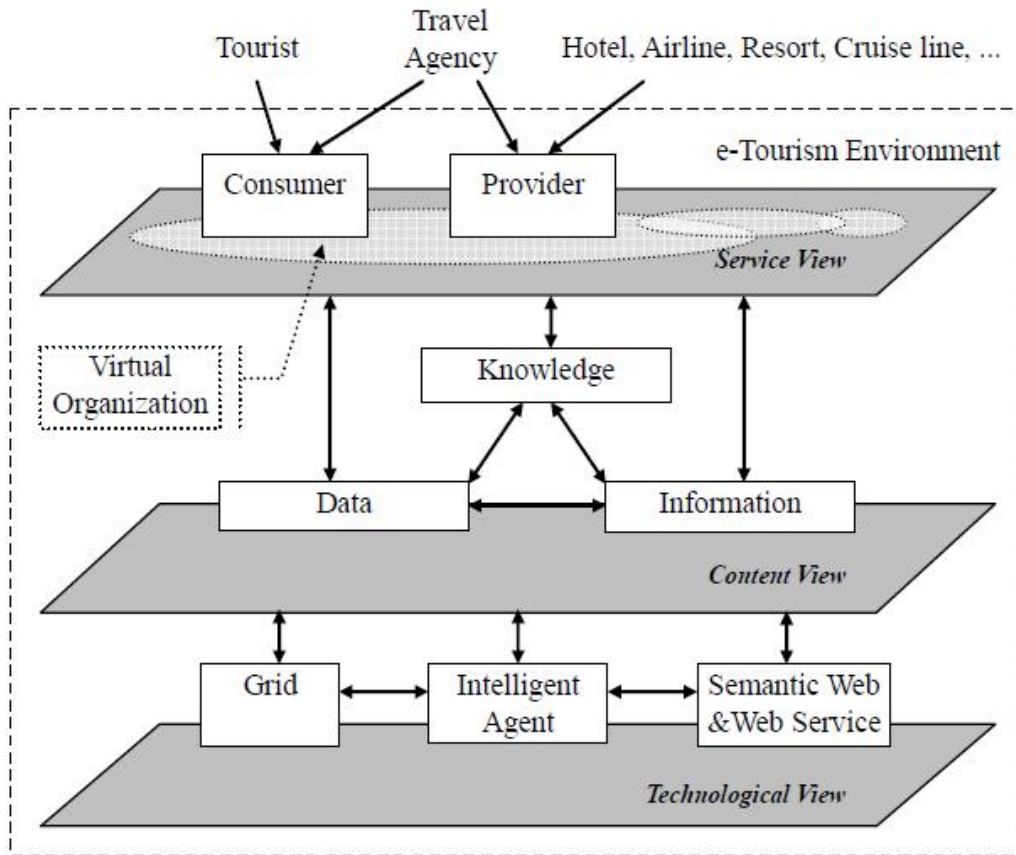 Tourist
Travel
Agency
Hotel, Airline, Resort, Cruise line, ...
e-Tourism Environment
Consumer
Provider
Service View
Virtual
Organization
Knowledge
Data
Information
Content View
Grid
Intelligent
Agent
Semantic Web
&Web Service
Technological View